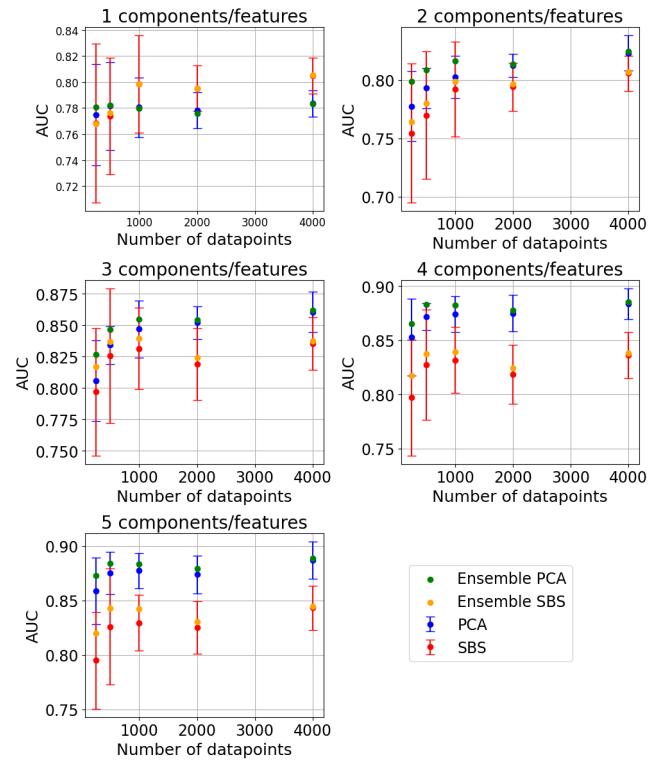 1 components/features
0.84
0.82
0.80
0.78
0.76
0.74
0.72
AUC
1000 2000 3000 4000
Number of datapoints
2 components/features
0.80
0.75
0.70
AUC
1000 2000 3000 4000
Number of datapoints
3 components/features
0.875
0.850
0.825
0.800
0.775
0.750
AUC
1000 2000 3000 4000
Number of datapoints
4 components/features
0.90
0.85
0.80
0.75
AUC
1000 2000 3000 4000
Number of datapoints
5 components/features
0.90
0.85
0.80
0.75
AUC
1000 2000 3000 4000
Number of datapoints
Ensemble PCA
Ensemble SBS
PCA
SBS